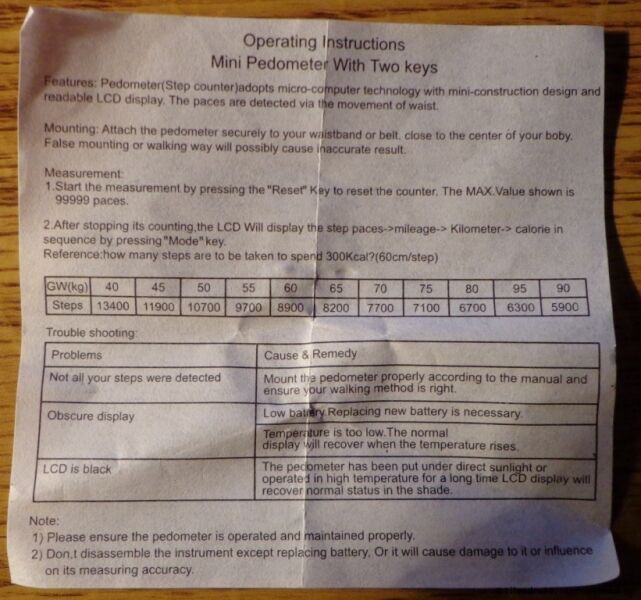 Operating Instructions
Mini Pedometer With Two keys
Features: Pedometer(Step counter)adopts micro-computer technology with mini-construction design and
readable LCD display. The paces are detected via the movement of waist.
Mounting: Attach the pedometer securely to your waistband or belt, close to the center of your boby.
False mounting or walking way will possibly cause inaccurate result.
Measurement:
1.Start the measurement by pressing the "Reset" Key to reset the counter. The MAX.Value shown is
99999 paces.
2.After stopping its counting,the LCD Will display the step paces->mileage-> Kilometer-> calorie in
sequence by pressing "Mode" key.
Reference:how many steps are to be taken to spend 300Kcal?(60cm/step)
GW(kg) 40 45 50 55 60 65 70 75 80 95 90
Steps 13400 11900 10700 9700 8900 8200 7700 7100 6700 6300 5900
Trouble shooting:
Problems Cause & Remedy
Not all your steps were detected Mount the pedometer properly according to the manual and
ensure your walking method is right.
Obscure display Low battery.Replacing new battery is necessary.
Temperature is too low.The normal
display will recover when the temperature rises.
LCD is black The pedometer has been put under direct sunlight or
operated in high temperature for a long time LCD display will
recover normal status in the shade.
Note:
1) Please ensure the pedometer is operated and maintained properly.
2) Don,t disassemble the instrument except replacing battery, Or it will cause damage to it or influence
on its measuring accuracy.